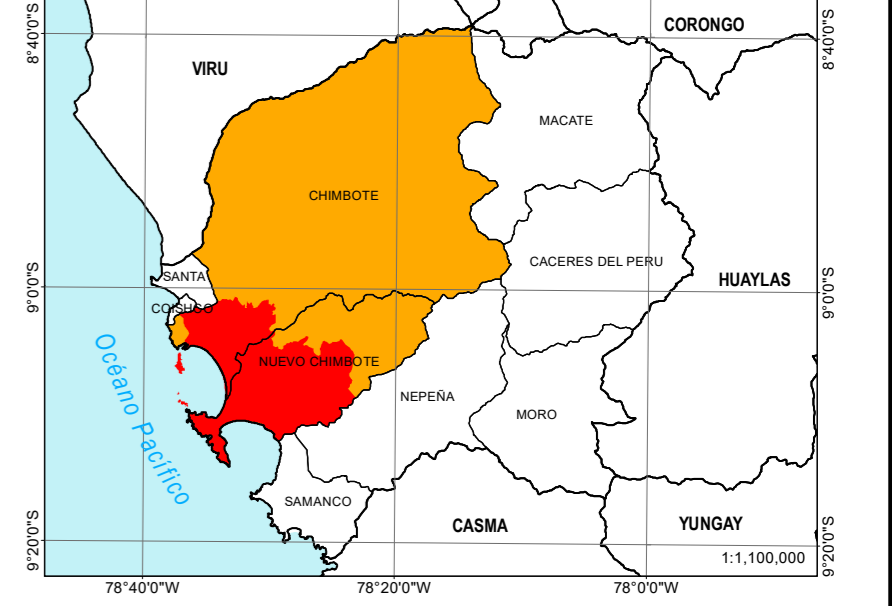 CORONGO
8°40'0"S
8°40'0"S
VIRU
MACATE
CHIMBOTE
CACERES DEL PERU
SANTA
HUAYLAS
9°0'0"S
9°0'0"S
COISHCO
NUEVO CHIMBOTE
Océano Pacífico
NEPEÑA
MORO
SAMANCO
CASMA
YUNGAY
9°20'0"S
9°20'0"S
1:1,100,000
78°40'0"W
78°20'0"W
78°0'0"W